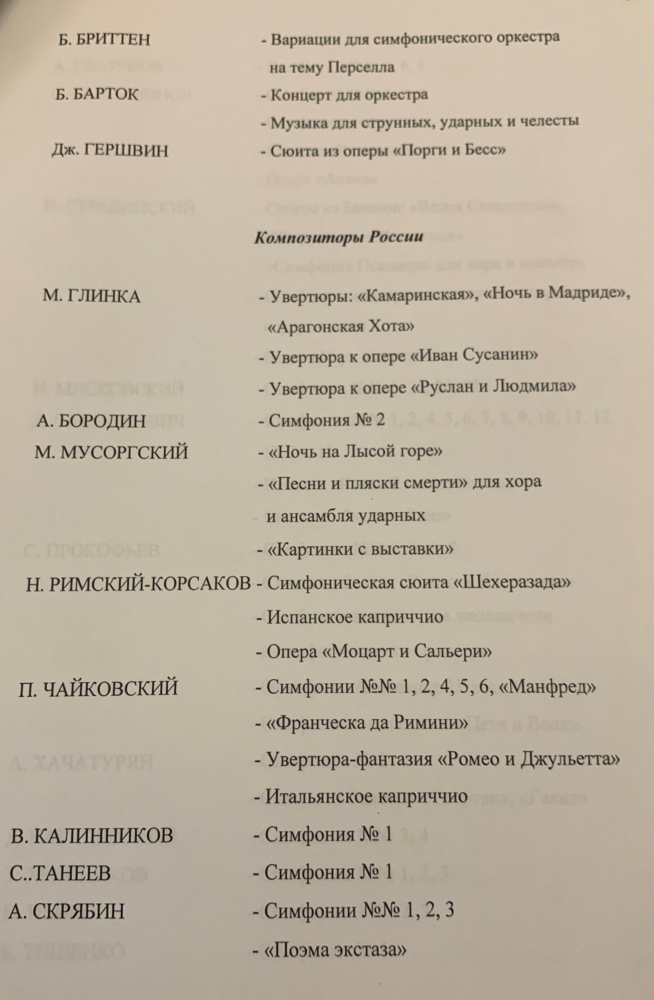 Б. БРИТТЕН - Вариации для симфонического оркестра
на тему Перселла
Б. БАРТОК - Концерт для оркестра
- Музыка для струнных, ударных и челесты
Дж. ГЕРШВИН - Сюита из оперы «Порги и Бесс»
Композиторы России
М. ГЛИНКА - Увертюры: «Камаринская», «Ночь в Мадриде»,
«Арагонская Хота»
- Увертюра к опере «Иван Сусанин»
- Увертюра к опере «Руслан и Людмила»
А. БОРОДИН - Симфония № 2
М. МУСОРГСКИЙ - «Ночь на Лысой горе»
- «Песни и пляски смерти» для хора
и ансамбля ударных
- «Картинки с выставки»
Н. РИМСКИЙ-КОРСАКОВ - Симфоническая сюита «Шехеразада»
- Испанское каприччио
- Опера «Моцарт и Сальери»
П. ЧАЙКОВСКИЙ - Симфонии №№ 1, 2, 4, 5, 6, «Манфред»
- «Франческа да Римини»
- Увертюра-фантазия «Ромео и Джульетта»
- Итальянское каприччио
В. КАЛИННИКОВ - Симфония № 1
С..ТАНЕЕВ - Симфония № 1
А. СКРЯБИН - Симфонии №№ 1, 2, 3
- «Поэма экстаза»